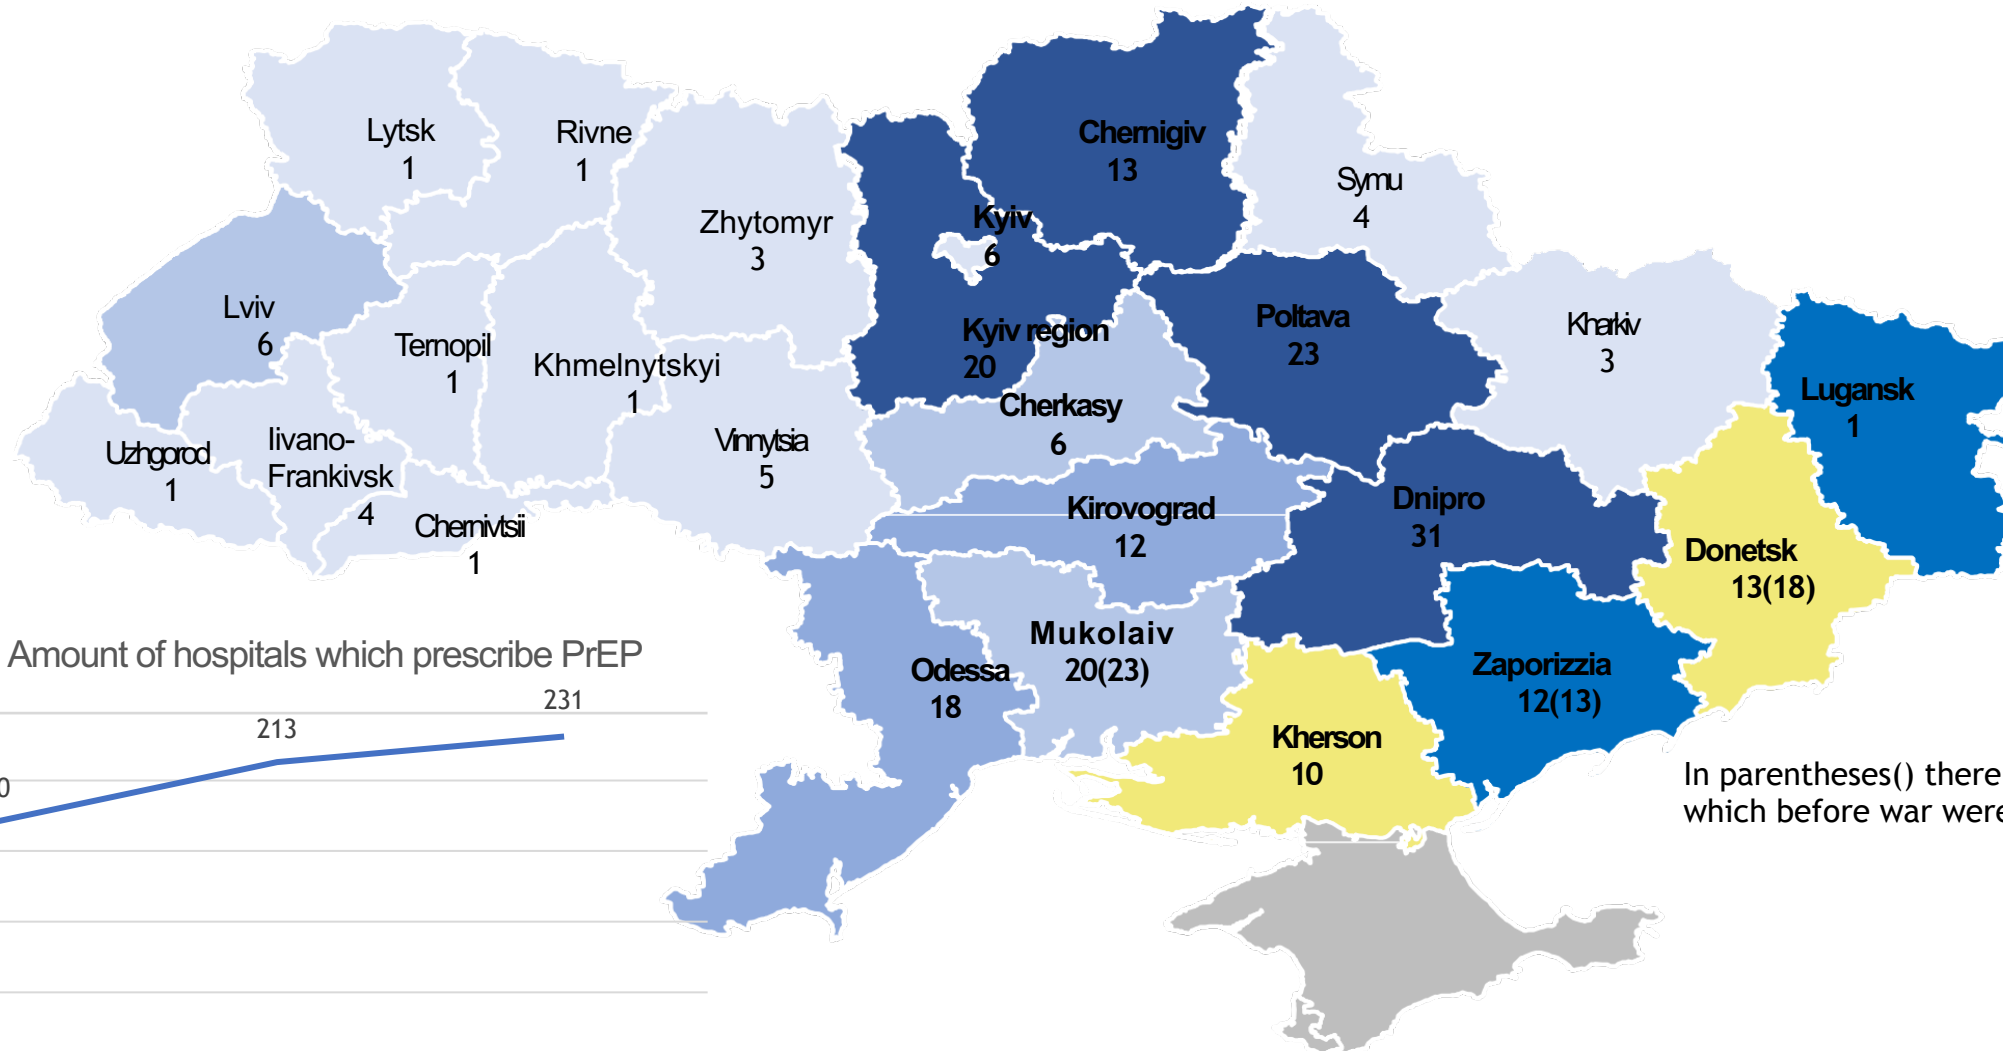 Lytsk
1
Rivne
1
Zhytomyr
3
Chernigiv
13
Symu
4
Kyiv
6
Lviv
6
Ternopil
1
Khmelnytskyi
1
Kyiv region
20
Poltava
23
Kharkiv
3
Lugansk
1
Uzhgorod
1
Iivano-
Frankivsk
4
Chernivtsii
1
Vinnytsia
5
Cherkasy
6
Kirovograd
12
Dnipro
31
Donetsk
13(18)
Mukolaiv
20(23)
Odessa
18
Zaporizzia
12(13)
Kherson
10
Amount of hospitals which prescribe PrEP
0
213
231
In parentheses() there
which before war were